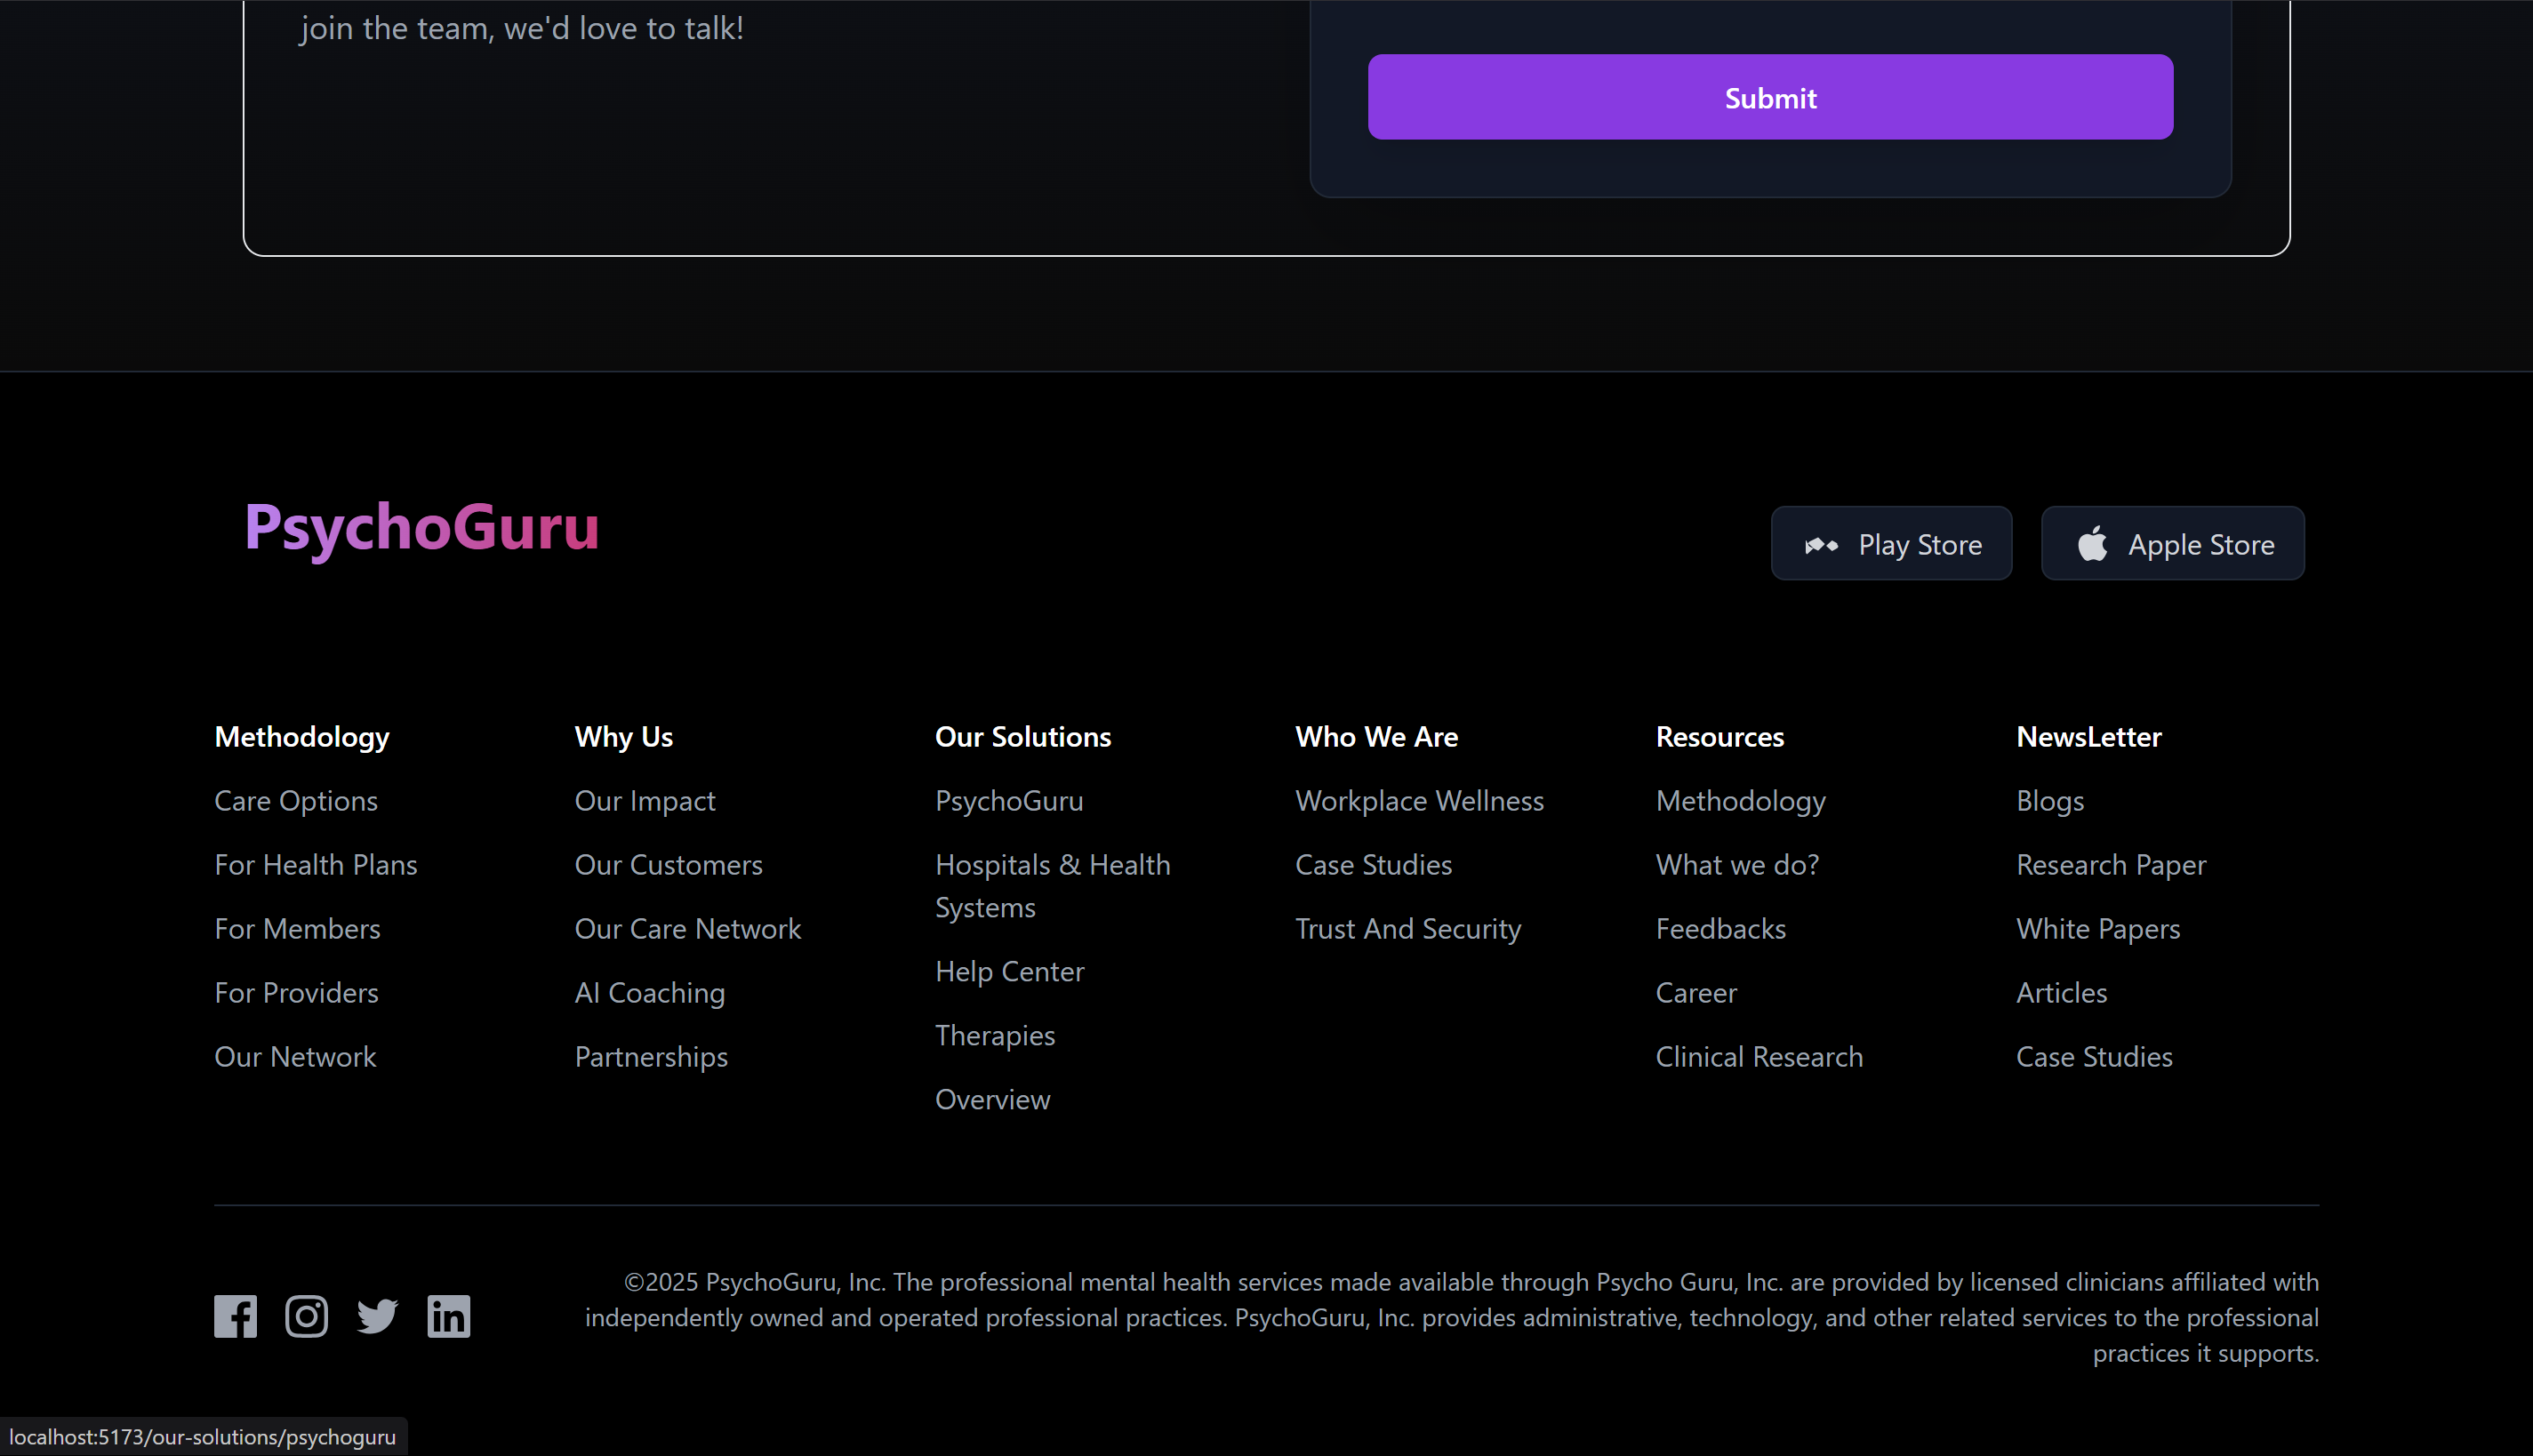 join the team, we'd love to talk!
Submit
PsychoGuru
Play Store
Apple Store
Methodology
Care Options
For Health Plans
For Members
For Providers
Our Network
Why Us
Our Impact
Our Customers
Our Care Network
AI Coaching
Partnerships
Our Solutions
PsychoGuru
Hospitals & Health
Systems
Help Center
Therapies
Overview
Who We Are
Workplace Wellness
Case Studies
Trust And Security
Resources
Methodology
What we do?
Feedbacks
Career
Clinical Research
NewsLetter
Blogs
Research Paper
White Papers
Articles
Case Studies
©2025 PsychoGuru, Inc. The professional mental health services made available through Psycho Guru, Inc. are provided by licensed clinicians affiliated with
independently owned and operated professional practices. PsychoGuru, Inc. provides administrative, technology, and other related services to the professional
practices it supports.
localhost:5173/our-solutions/psychoguru